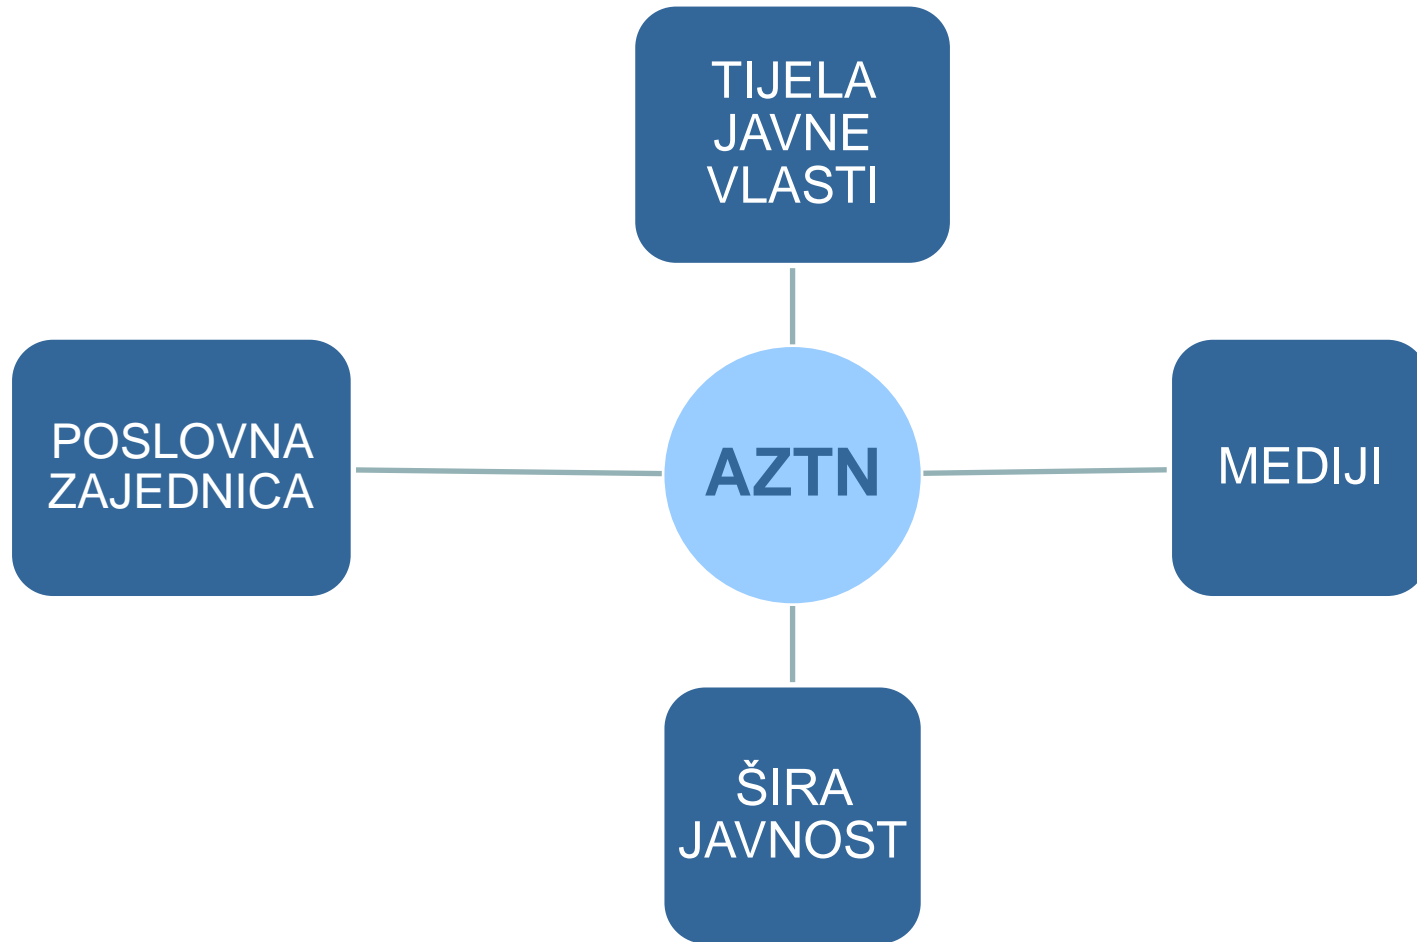 TIJELA
JAVNE
VLASTI
POSLOVNA
ZAJEDNICA
AZTN
MEDIJI
ŠIRA
JAVNOST